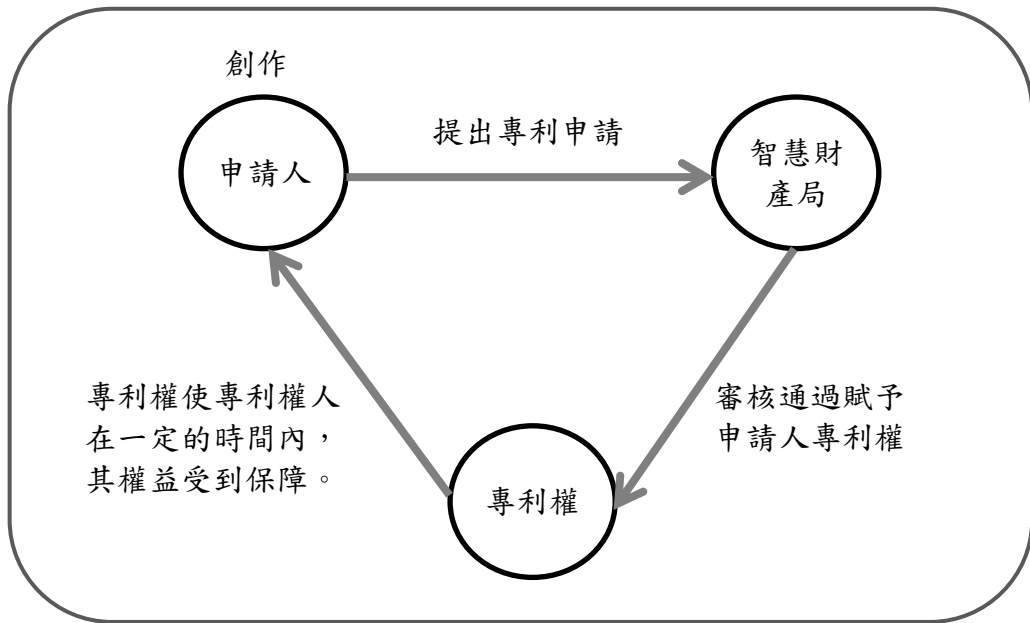 創作
申請人
提出專利申請
智慧財
產局
專利權使專利權人
在一定的時間內，
其權益受到保障。
審核通過賦予
申請人專利權
專利權